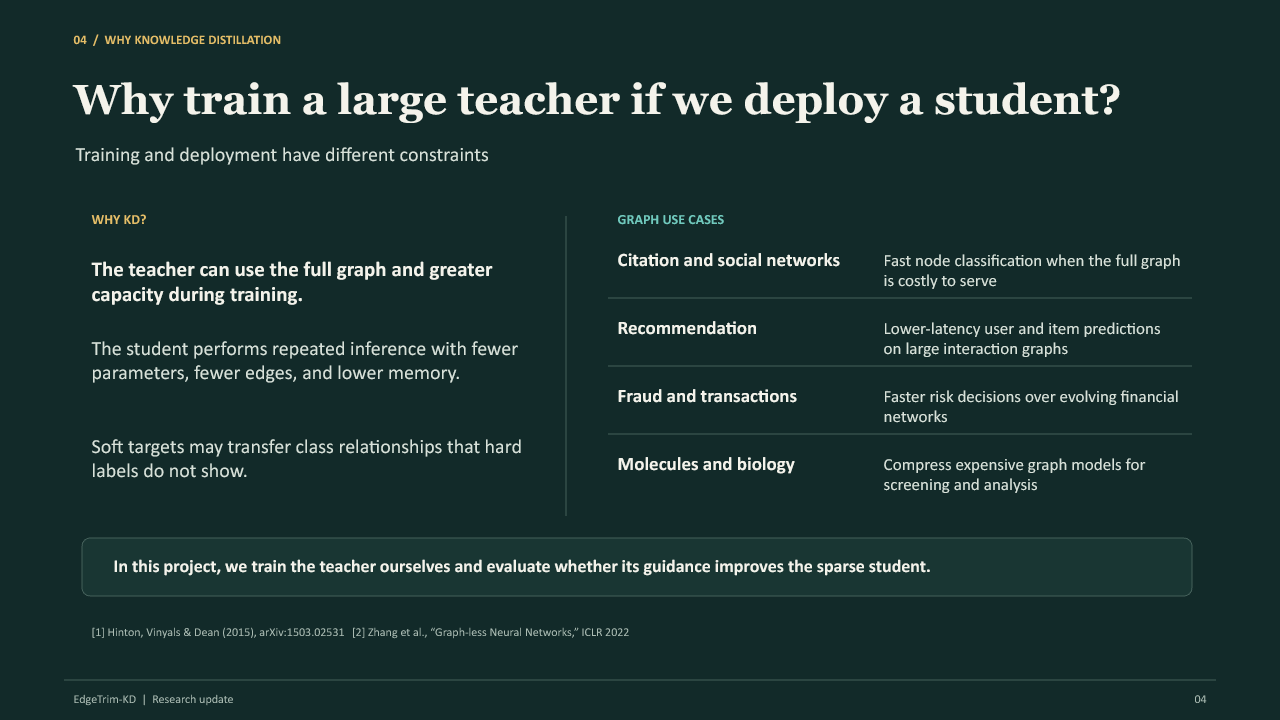 04 / WHY KNOWLEDGE DISTILLATION
Why train a large teacher if we deploy a student?
Training and deployment have different constraints
WHY KD?
The teacher can use the full graph and greater
capacity during training.
The student performs repeated inference with fewer
parameters, fewer edges, and lower memory.
Soft targets may transfer class relationships that hard
labels do not show.
GRAPH USE CASES
Citation and social networks
Fast node classification when the full graph
is costly to serve
Recommendation
Lower-latency user and item predictions
on large interaction graphs
Fraud and transactions
Faster risk decisions over evolving financial
networks
Molecules and biology
Compress expensive graph models for
screening and analysis
In this project, we train the teacher ourselves and evaluate whether its guidance improves the sparse student.
[1] Hinton, Vinyals & Dean (2015), arXiv:1503.02531 [2] Zhang et al., “Graph-less Neural Networks,” ICLR 2022
EdgeTrim-KD | Research update
04